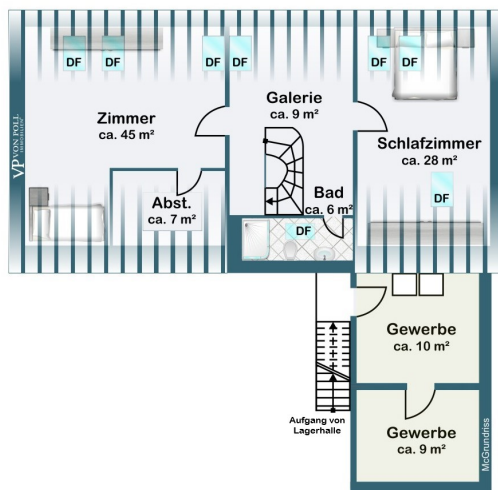 DF
DF
DF
DF
DF
DF
Zimmer
ca. 45 m²
Galerie
ca. 9 m²
Schlafzimmer
ca. 28 m²
VP VON POLL
IMMOBILIEN
Abst.
ca. 7 m²
Bad
ca. 6 m²
DF
DF
Gewerbe
ca. 10 m²
Aufgang von
Lagerhalle
Gewerbe
ca. 9 m²
McGrundriss